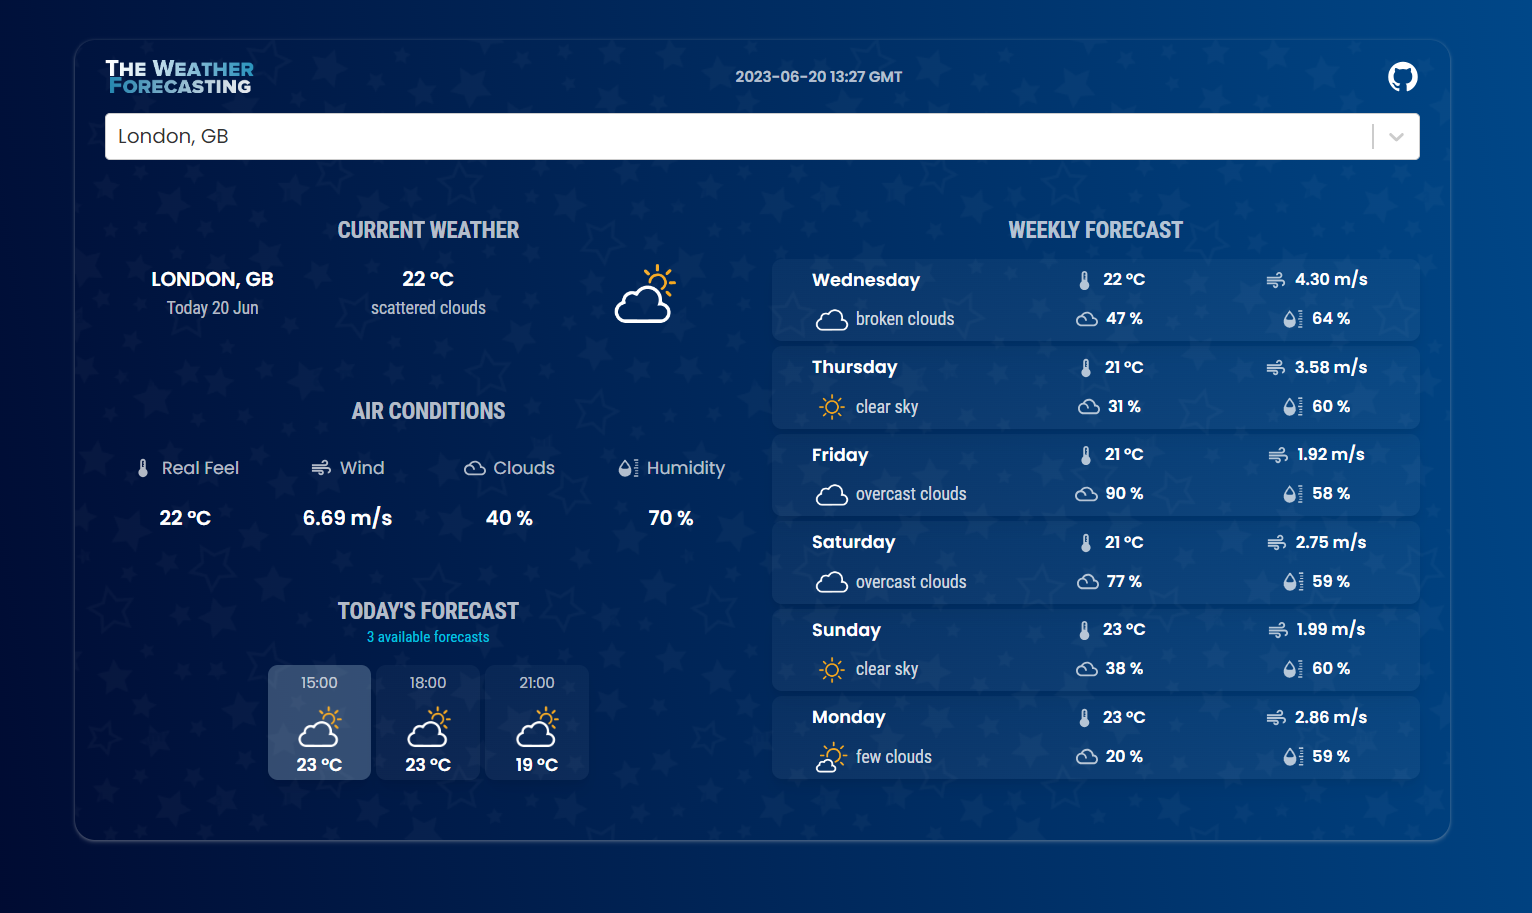 THE WEATHER
FORECASTING
2023-06-20 13:27 GMT
London, GB
CURRENT WEATHER
LONDON, GB
Today 20 Jun
22 °C
scattered clouds
AIR CONDITIONS
Real Feel
22 °C
Wind
6.69 m/s
Clouds
40 %
Humidity
70 %
TODAY'S FORECAST
3 available forecasts
15:00
23 °C
18:00
23 °C
21:00
19 °C
WEEKLY FORECAST
Wednesday 22 °C 4.30 m/s
broken clouds 47 % 64 %
Thursday 21 °C 3.58 m/s
clear sky 31 % 60 %
Friday 21 °C 1.92 m/s
overcast clouds 90 % 58 %
Saturday 21 °C 2.75 m/s
overcast clouds 77 % 59 %
Sunday 23 °C 1.99 m/s
clear sky 38 % 60 %
Monday 23 °C 2.86 m/s
few clouds 20 % 59 %